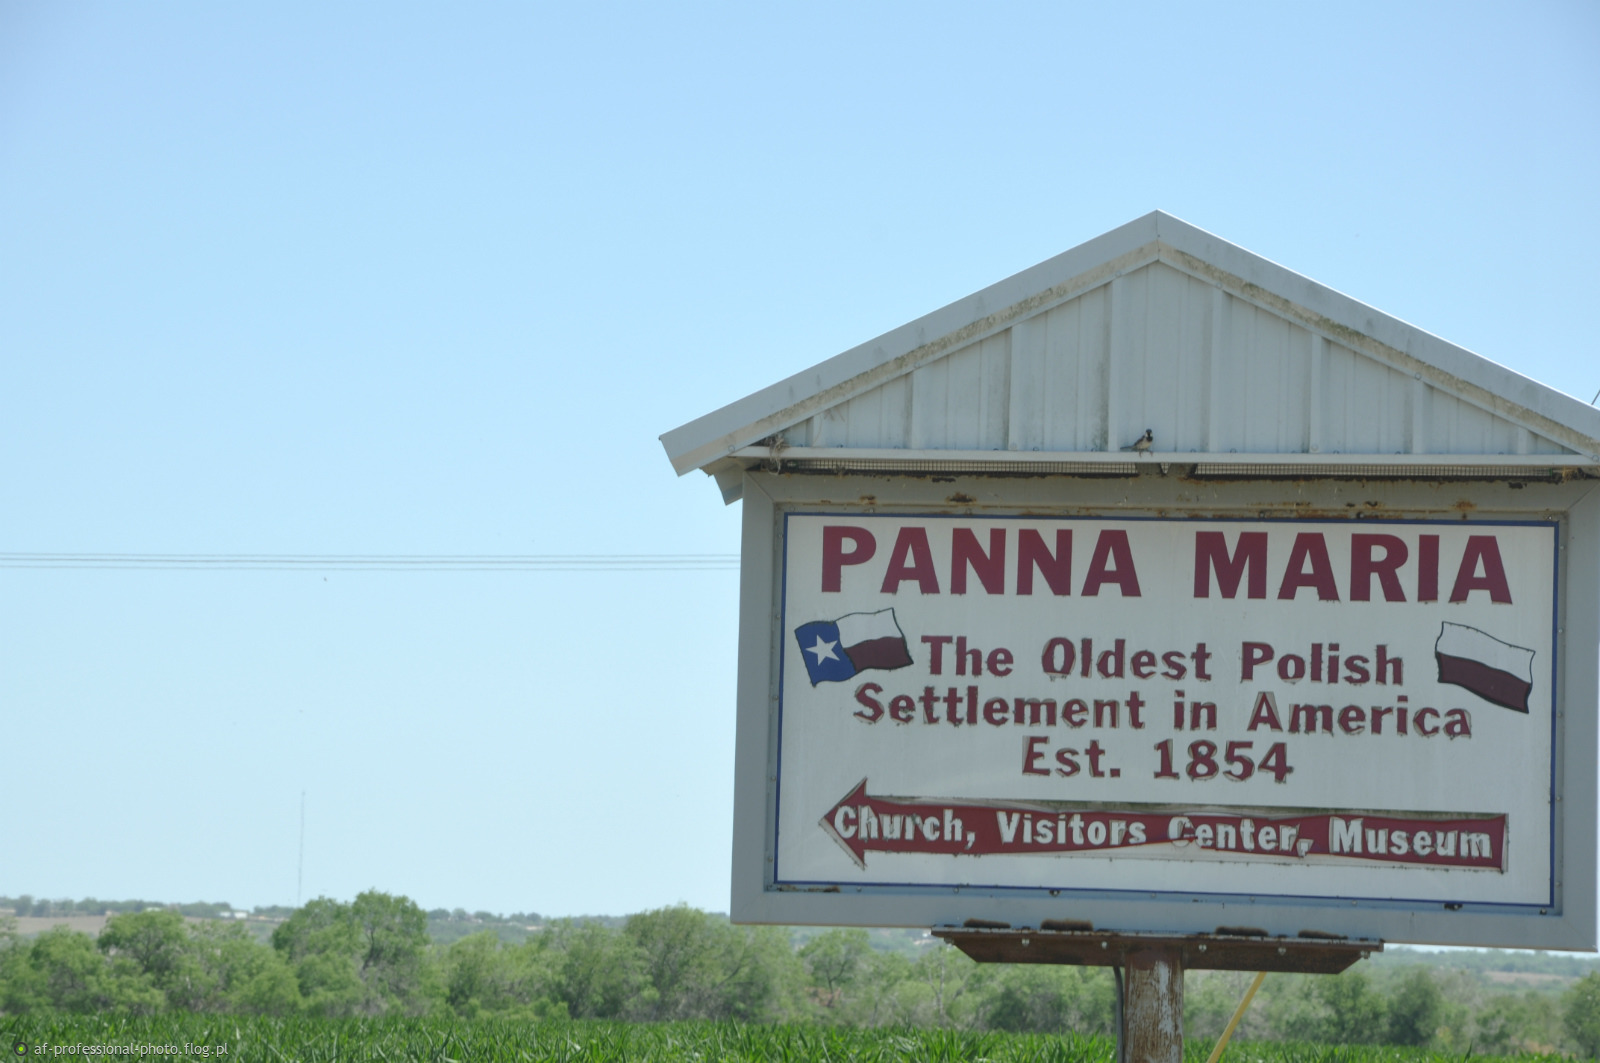 PANNA MARIA
The Oldest Polish
Settlement in America
Est. 1854
Church, Visitors Center, Museum
af-professional-photo.flog.pl